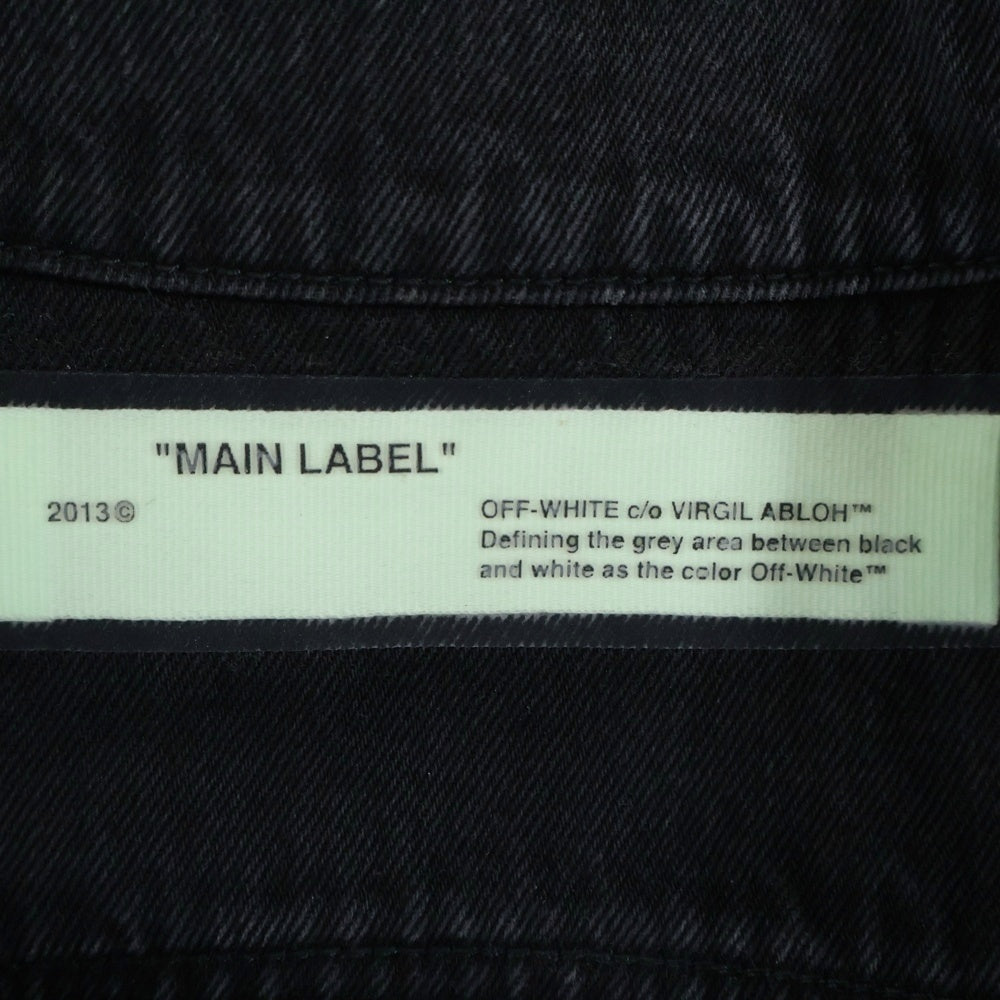 "MAIN LABEL"
2013©
OFF-WHITE c/o VIRGIL ABLOH™
Defining the grey area between black
and white as the color Off-White™